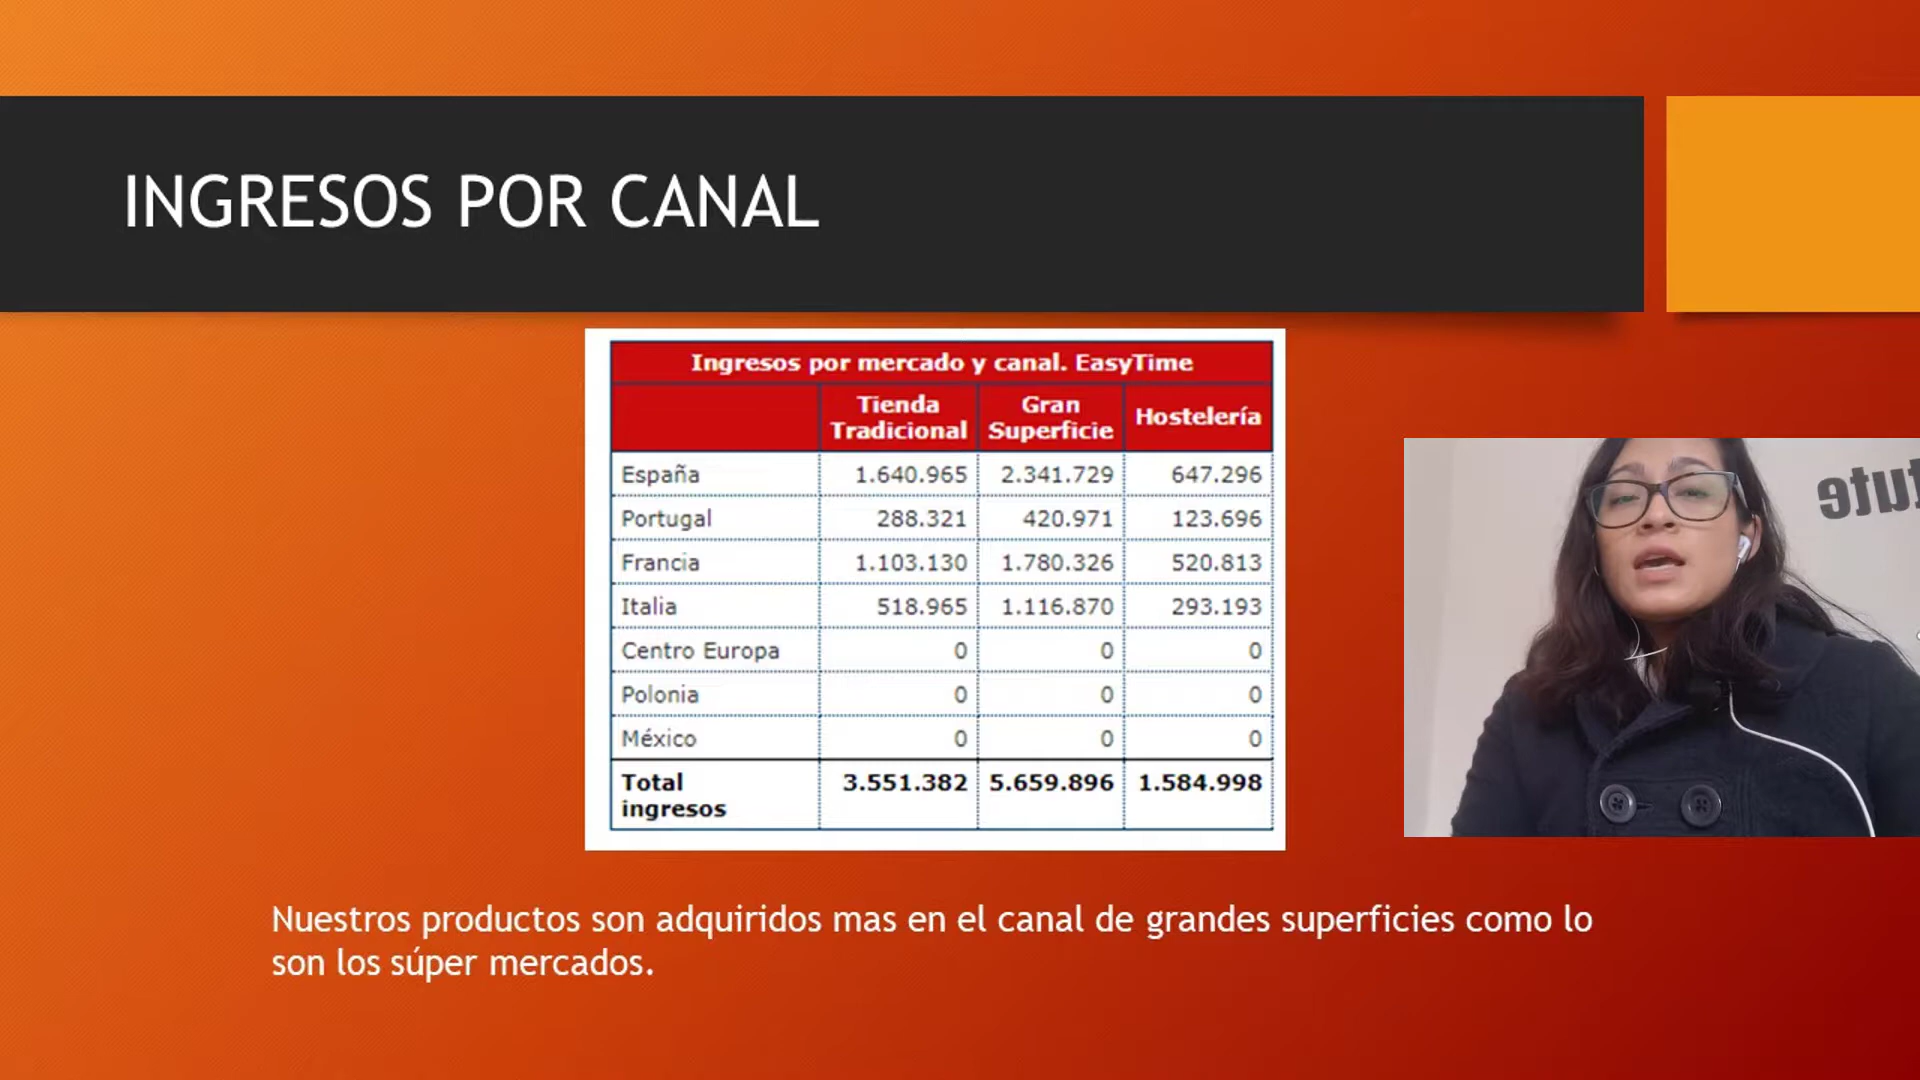 INGRESOS POR CANAL
Ingresos por mercado y canal. EasyTime
Tienda Tradicional Gran Superficie Hostelería
España 1.640.965 2.341.729 647.296
Portugal 288.321 420.971 123.696
Francia 1.103.130 1.780.326 520.813
Italia 518.965 1.116.870 293.193
Centro Europa 0 0 0
Polonia 0 0 0
México 0 0 0
Total ingresos 3.551.382 5.659.896 1.584.998
Nuestros productos son adquiridos mas en el canal de grandes superficies como lo
son los súper mercados.